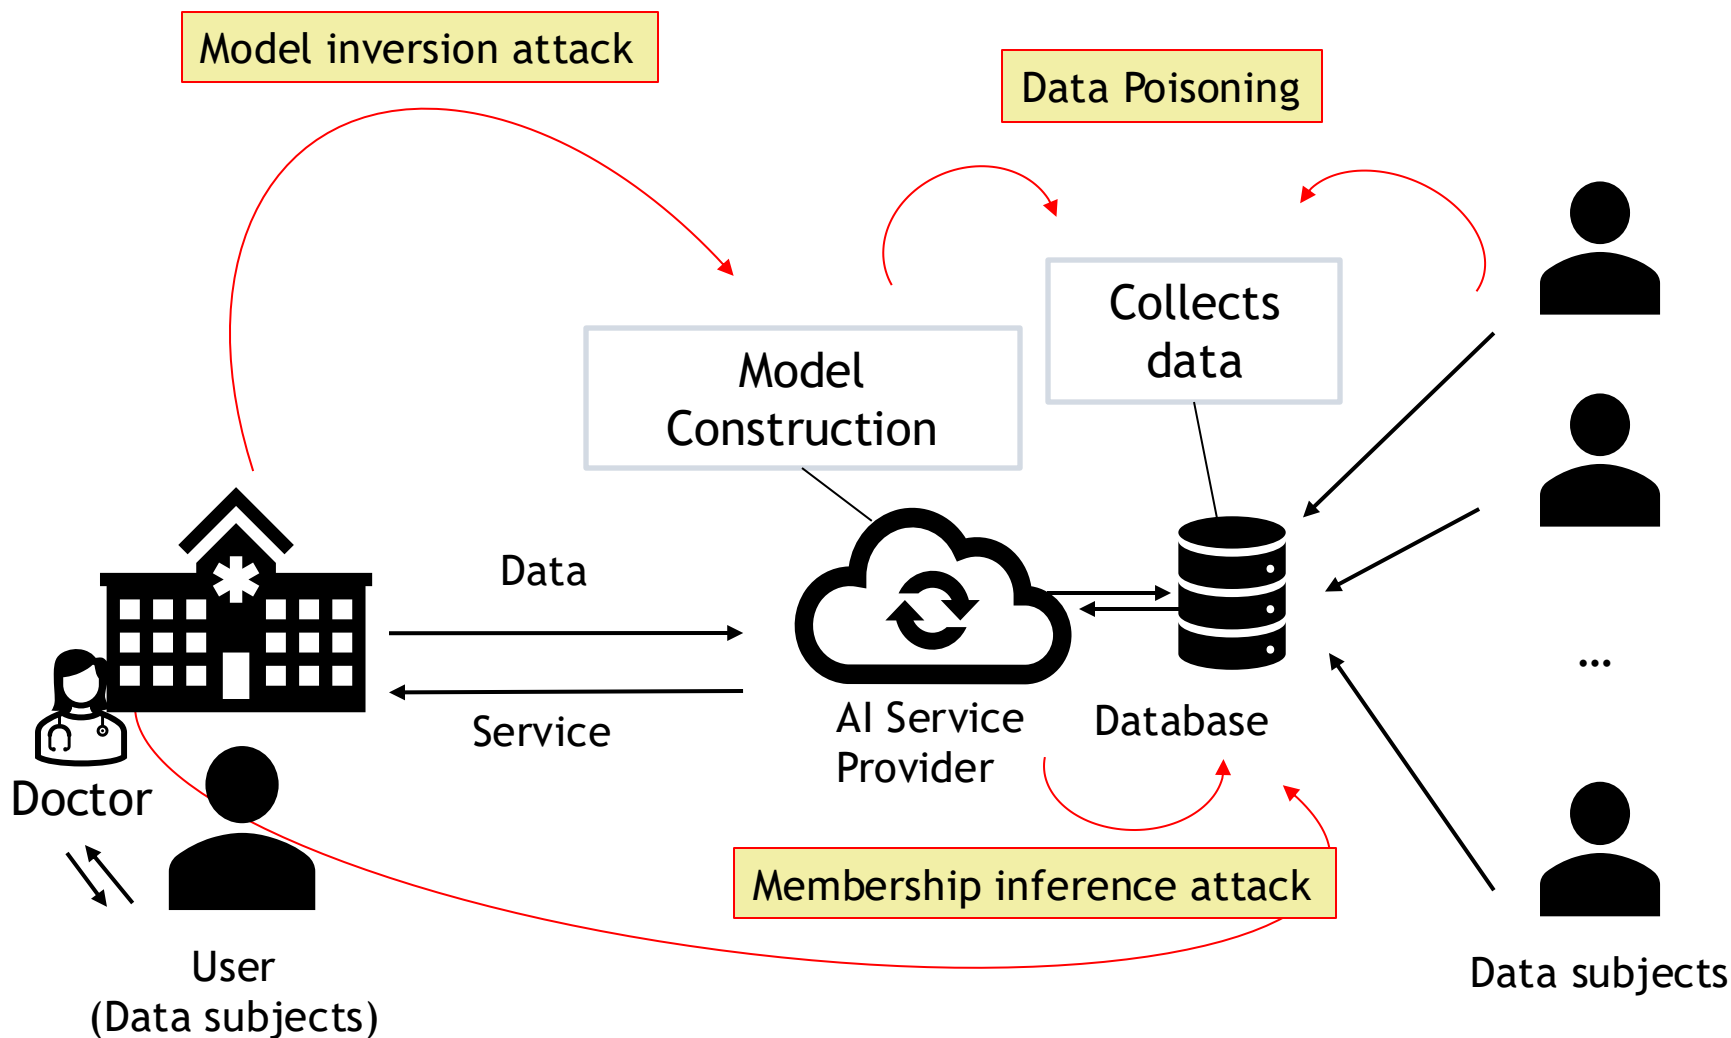 Model inversion attack
Data Poisoning
Collects
data
Model
Construction
Data
Service
AI Service
Provider
Database
...
Doctor
Membership inference attack
User
(Data subjects)
Data subjects